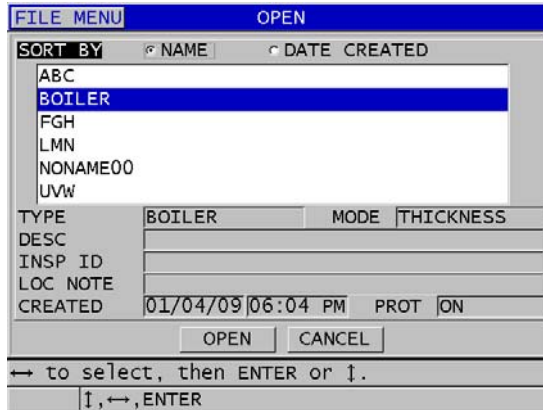 FILE MENU OPEN
SORT BY NAME DATE CREATED
ABC
BOILER
FGH
LMN
NONAME00
UVW
TYPE BOILER MODE THICKNESS
DESC
INSP ID
LOC NOTE
CREATED 01/04/09 06:04 PM PROT ON
OPEN CANCEL
↔ to select, then ENTER or ↕.
↕,↔,ENTER